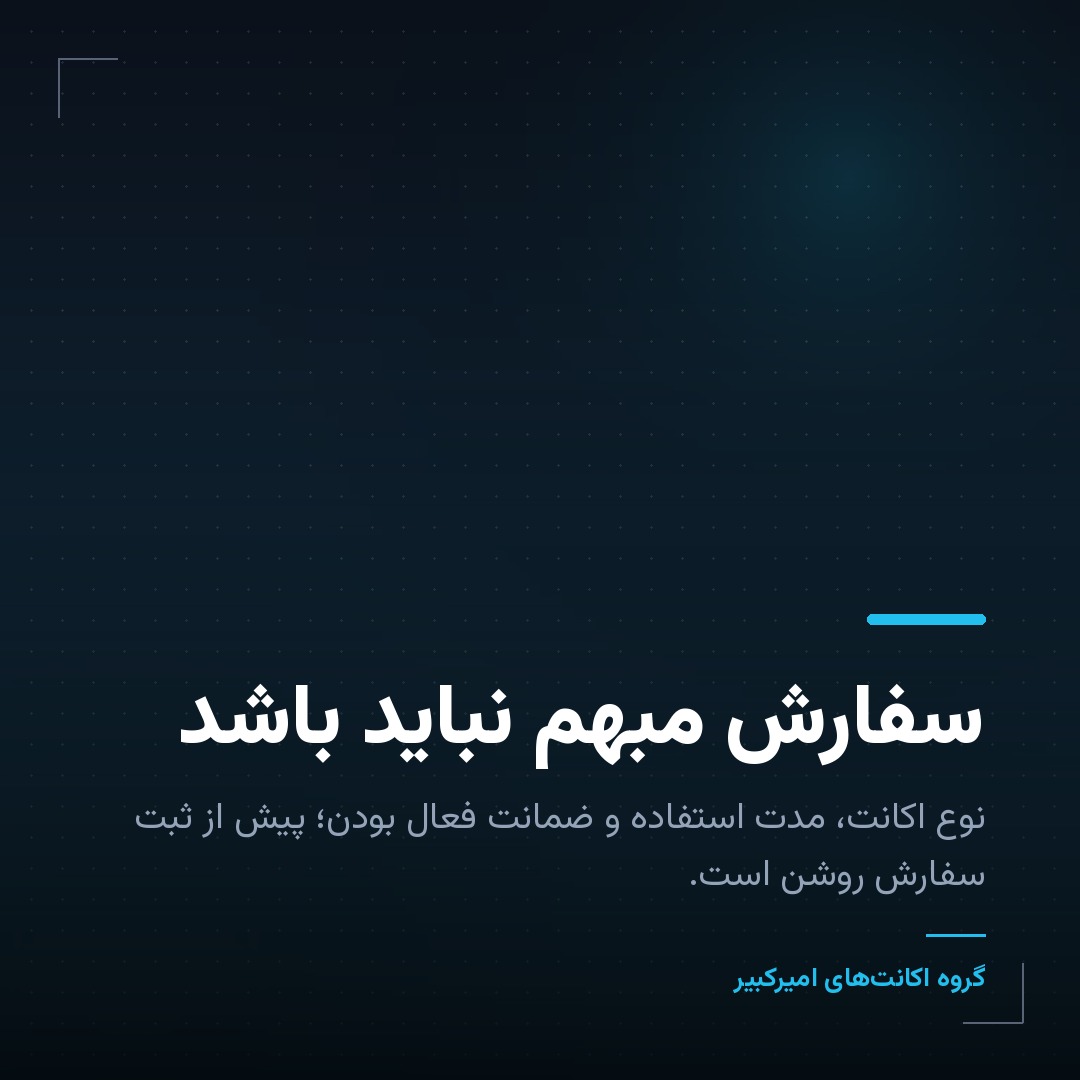 سفارش مبهم نباید باشد
نوع اکانت، مدت استفاده و ضمانت فعال بودن؛ پیش از ثبت
سفارش روشن است.
گروه اکانت‌های امیرکبیر